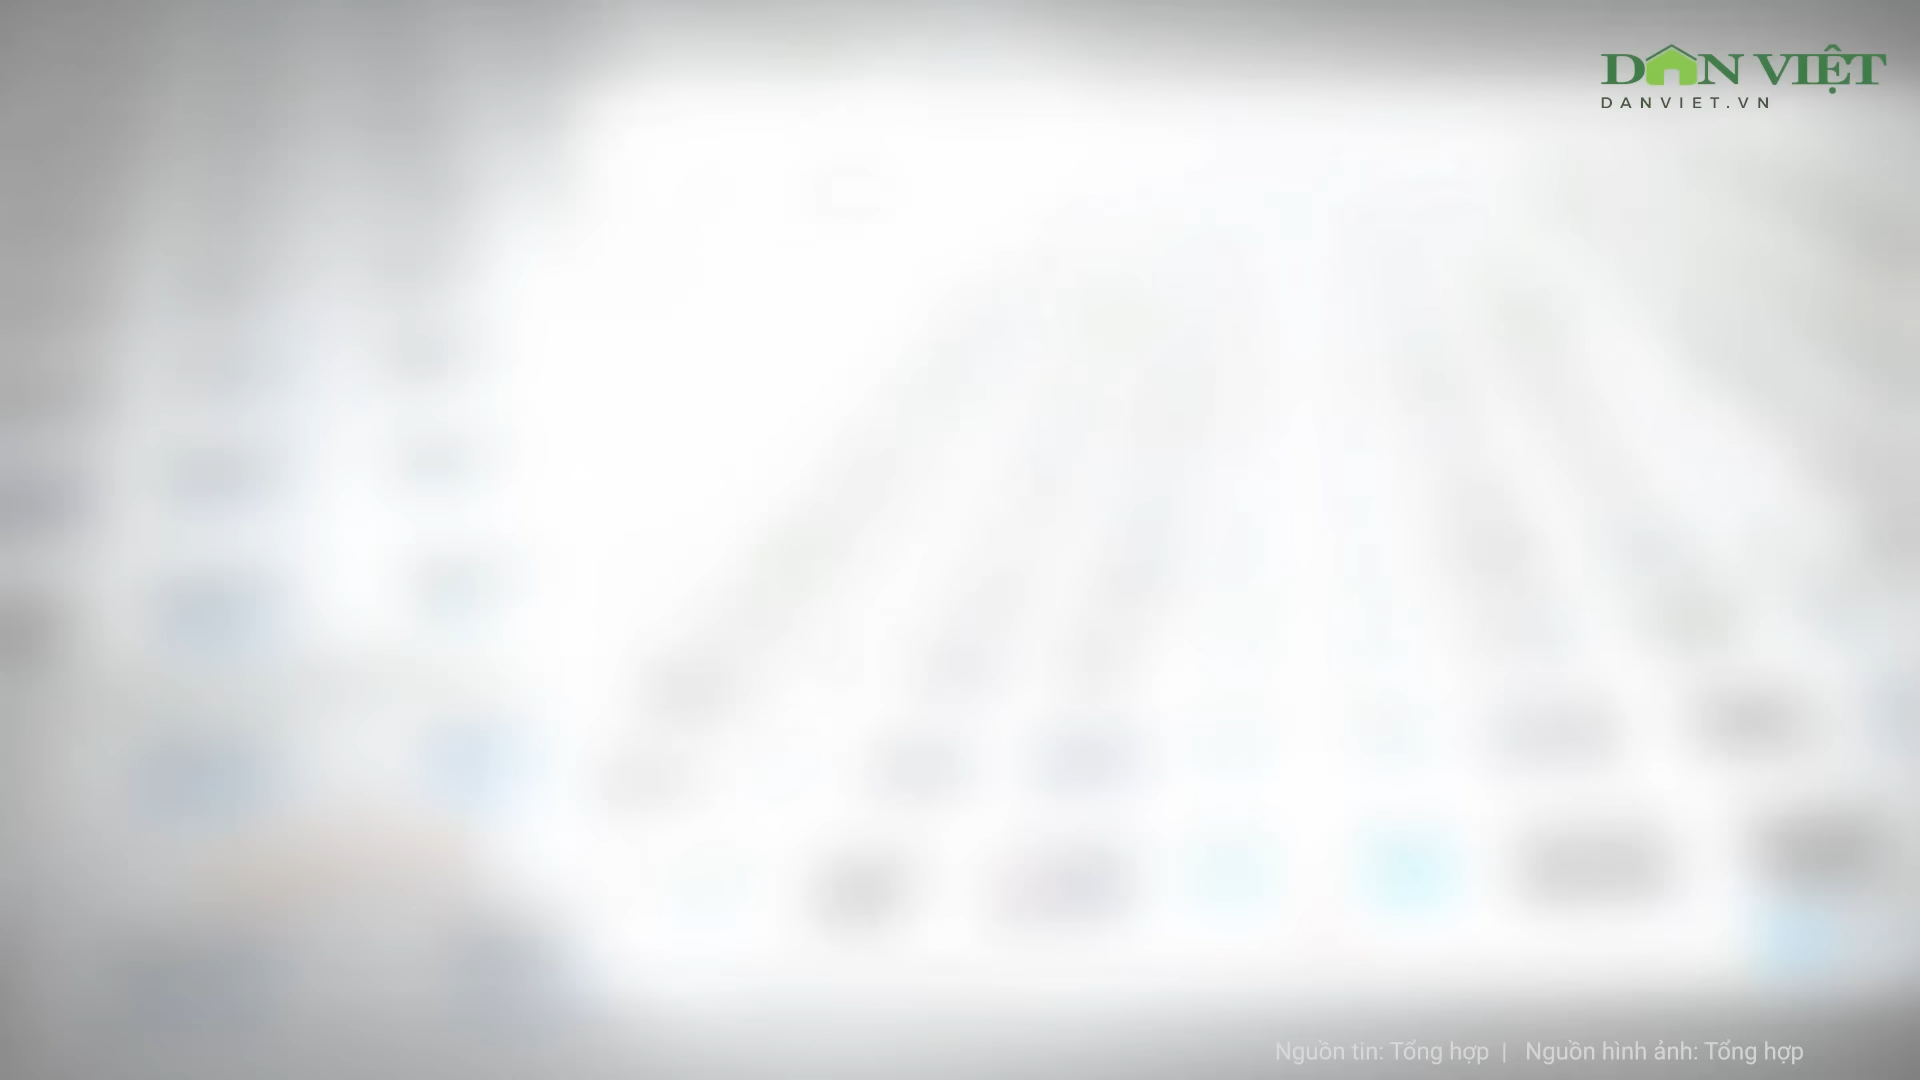 DÂN VIỆT
DANVIET.VN
Nguồn tin: Tổng hợp | Nguồn hình ảnh: Tổng hợp